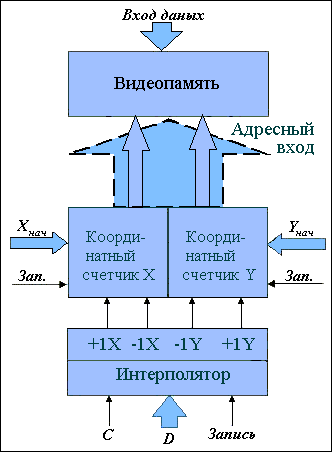 Вход даных
Видеопамять
Адресный
вход
Xнач
Yнач
Коорди-
натный
счетчик X
Коорди-
натный
счетчик Y
Зап.
Зап.
+1X -1X -1Y +1Y
Интерполятор
C
D
Запись